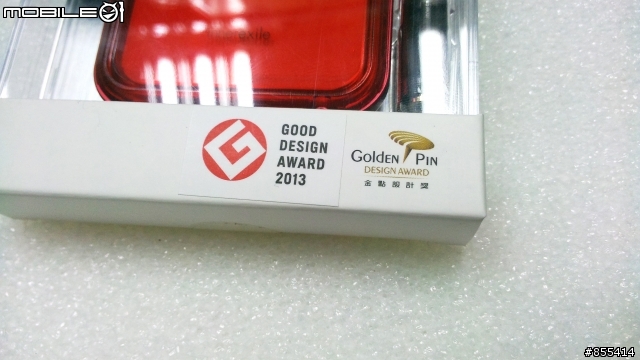 MOBILE01
GOOD
DESIGN
AWARD
2013
Golden Pin
DESIGN AWARD
金點設計獎
#855414